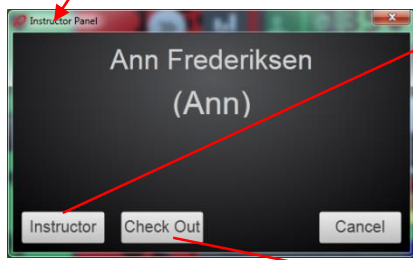 Instructor Panel
Ann Frederiksen
(Ann)
Instructor
Check Out
Cancel